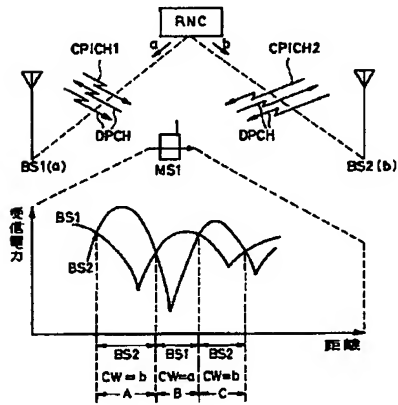 RNC
a b
CPICH1 CPICH2
DPCH DPCH
BS1(a) MS1 BS2(b)
受信電力
BS1
BS2
距離
BS2 BS1 BS2
CW=b CW=a CW=b
A B C